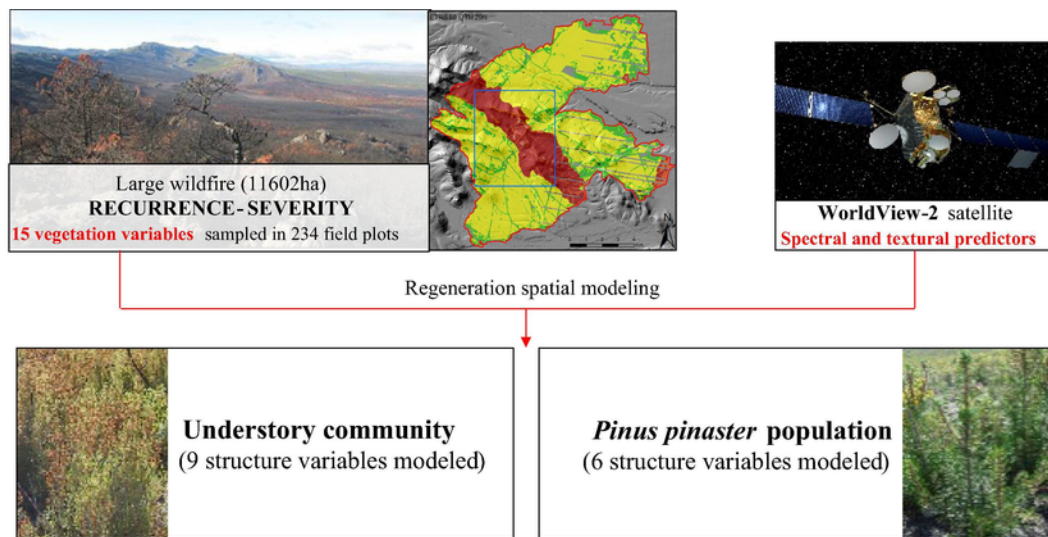 Large wildfire (11602ha)
RECURRENCE-SEVERITY
15 vegetation variables sampled in 234 field plots
N
WorldView-2 satellite
Spectral and textural predictors
Regeneration spatial modeling
Understory community
(9 structure variables modeled)
Pinus pinaster population
(6 structure variables modeled)